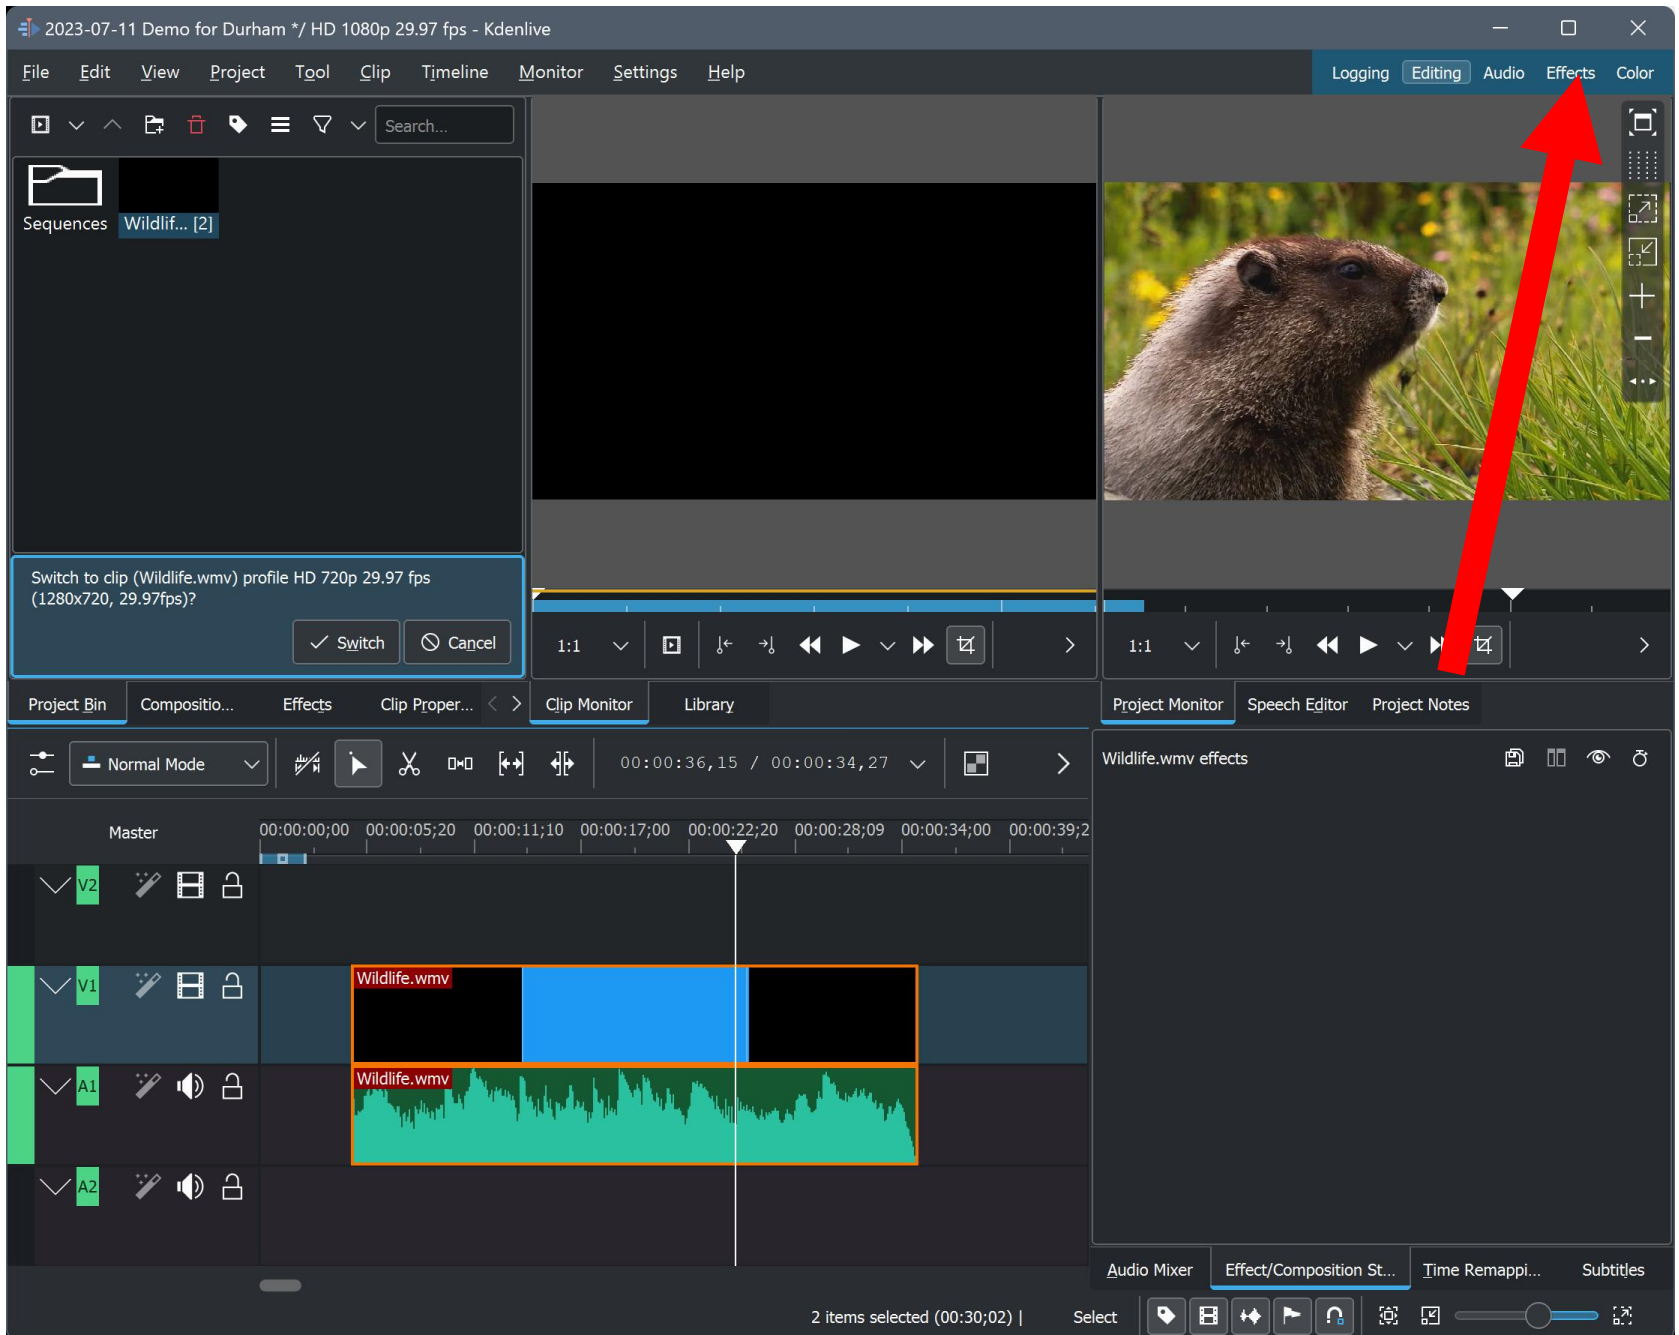 2023-07-11 Demo for Durham */ HD 1080p 29.97 fps - Kdenlive
File Edit View Project Tool Clip Timeline Monitor Settings Help
Logging Editing Audio Effects Color
Search...
Sequences Wildlif... [2]
Switch to clip (Wildlife.wmv) profile HD 720p 29.97 fps
(1280x720, 29.97fps)?
Switch Cancel
1:1
1:1
Project Bin Compositio... Effects Clip Proper... Clip Monitor Library
Project Monitor Speech Editor Project Notes
Normal Mode 00:00:36,15 / 00:00:34,27
Wildlife.wmv effects
Master 00:00:00;00 00:00:05;20 00:00:11;10 00:00:17;00 00:00:22;20 00:00:28;09 00:00:34;00 00:00:39;2
V2
V1 Wildlife.wmv
A1 Wildlife.wmv
A2
Audio Mixer Effect/Composition St... Time Remappi... Subtitles
2 items selected (00:30;02) | Select